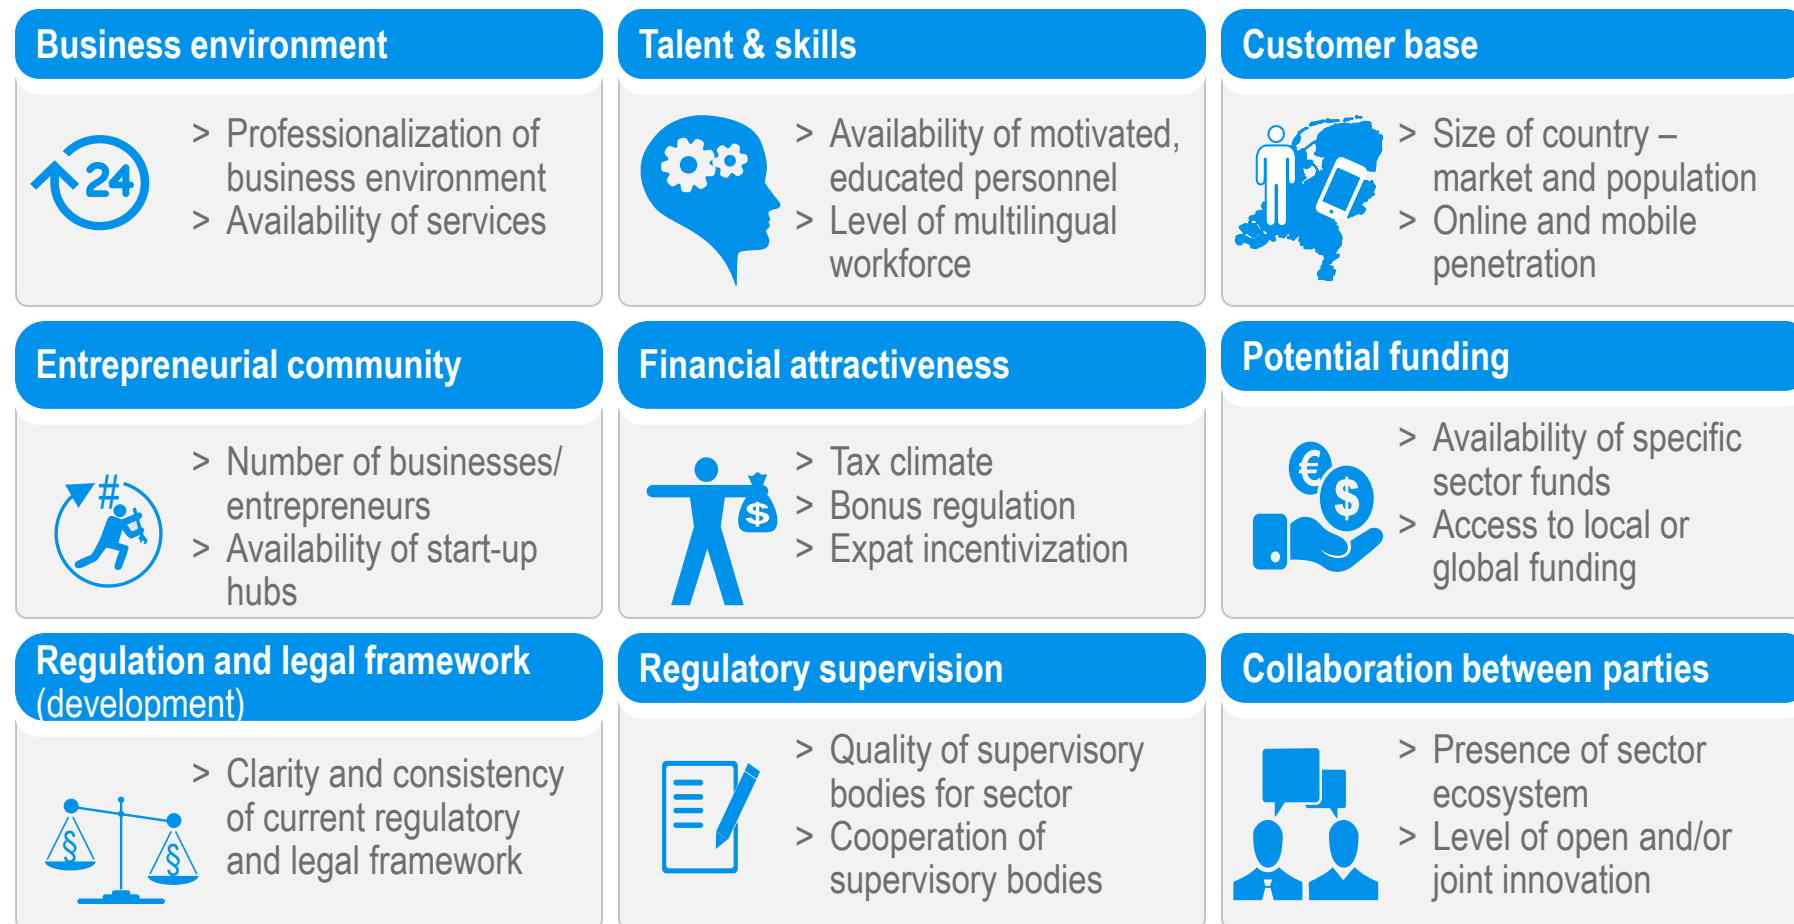 Business environment
> Professionalization of
business environment
> Availability of services
24
Talent & skills
> Availability of motivated,
educated personnel
> Level of multilingual
workforce
Customer base
> Size of country –
market and population
> Online and mobile
penetration
Entrepreneurial community
#
> Number of businesses/
entrepreneurs
> Availability of start-up
hubs
Financial attractiveness
$
> Tax climate
> Bonus regulation
> Expat incentivization
Potential funding
€
$
> Availability of specific
sector funds
> Access to local or
global funding
Regulation and legal framework
(development)
§
§
> Clarity and consistency
of current regulatory
and legal framework
Regulatory supervision
> Quality of supervisory
bodies for sector
> Cooperation of
supervisory bodies
Collaboration between parties
> Presence of sector
ecosystem
> Level of open and/or
joint innovation